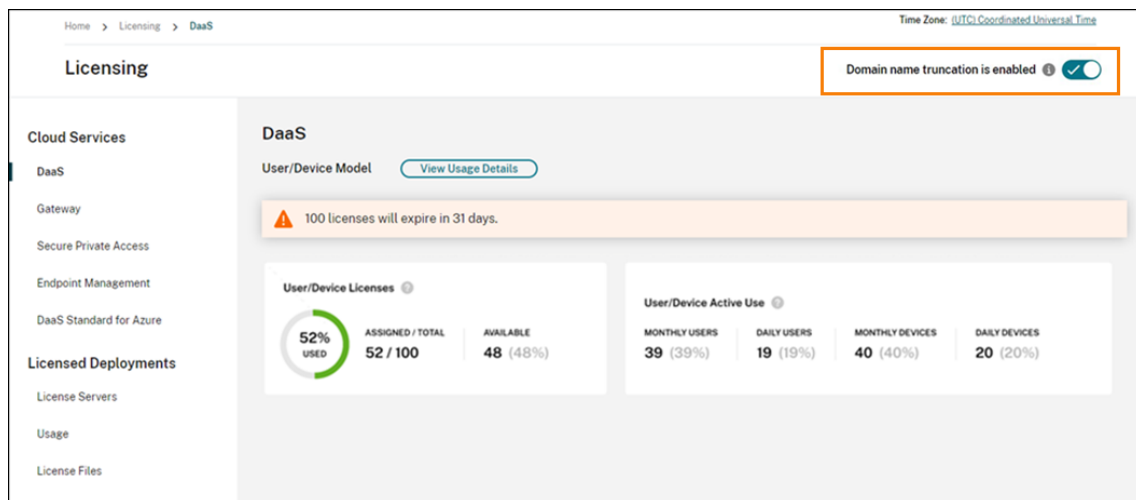 Home > Licensing > DaaS
Time Zone: (UTC) Coordinated Universal Time
Licensing
Domain name truncation is enabled
Cloud Services
DaaS
Gateway
Secure Private Access
Endpoint Management
DaaS Standard for Azure
Licensed Deployments
License Servers
Usage
License Files
DaaS
User/Device Model View Usage Details
100 licenses will expire in 31 days.
User/Device Licenses
52%
USED
ASSIGNED / TOTAL AVAILABLE
52 / 100 48 (48%)
User/Device Active Use
MONTHLY USERS DAILY USERS MONTHLY DEVICES DAILY DEVICES
39 (39%) 19 (19%) 40 (40%) 20 (20%)